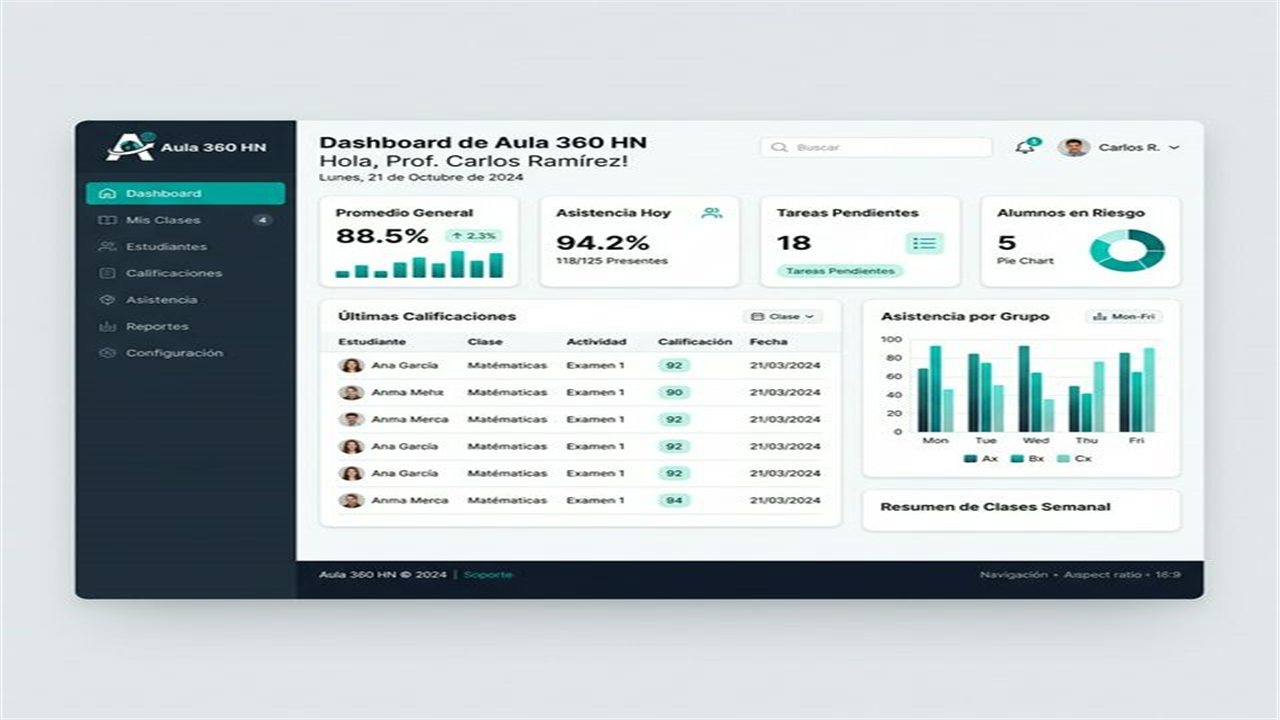 Aula 360 HN
Dashboard
Mis Clases 4
Estudiantes
Calificaciones
Asistencia
Reportes
Configuración
Dashboard de Aula 360 HN
Hola, Prof. Carlos Ramírez!
Lunes, 21 de Octubre de 2024
Buscar
Carlos R.
Promedio General
88.5% ↑ 2.3%
Asistencia Hoy
94.2%
118/125 Presentes
Tareas Pendientes
18
Tareas Pendientes
Alumnos en Riesgo
5
Pie Chart
Últimas Calificaciones Clase
Estudiante Clase Actividad Calificación Fecha
Ana García Matématicas Examen 1 92 21/03/2024
Anma Mehx Matématicas Examen 1 90 21/03/2024
Anma Merca Matématicas Examen 1 92 21/03/2024
Ana García Matématicas Examen 1 92 21/03/2024
Ana García Matématicas Examen 1 92 21/03/2024
Anma Merca Matématicas Examen 1 94 21/03/2024
Asistencia por Grupo Mon-Fri
100
80
60
40
20
0
Mon Tue Wed Thu Fri
Ax Bx Cx
Resumen de Clases Semanal
Aula 360 HN © 2024 | Soporte
Navigación • Aspect ratio • 16:9